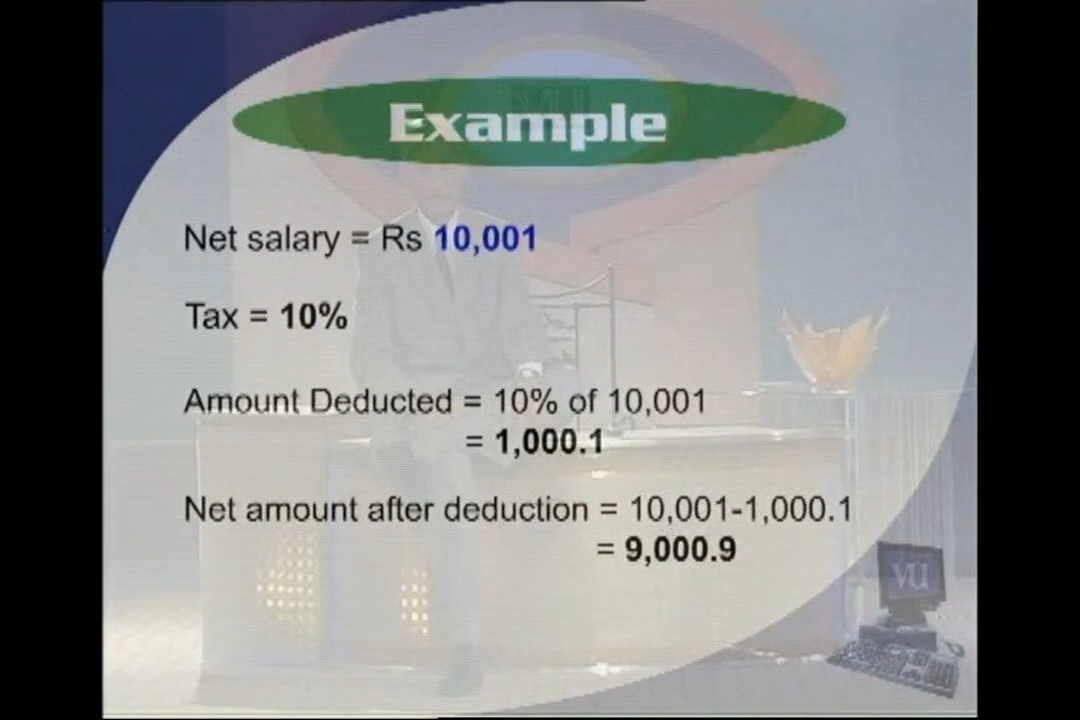 Example
Net salary = Rs 10,001
Tax = 10%
Amount Deducted = 10% of 10,001
= 1,000.1
Net amount after deduction = 10,001-1,000.1
= 9,000.9
VU